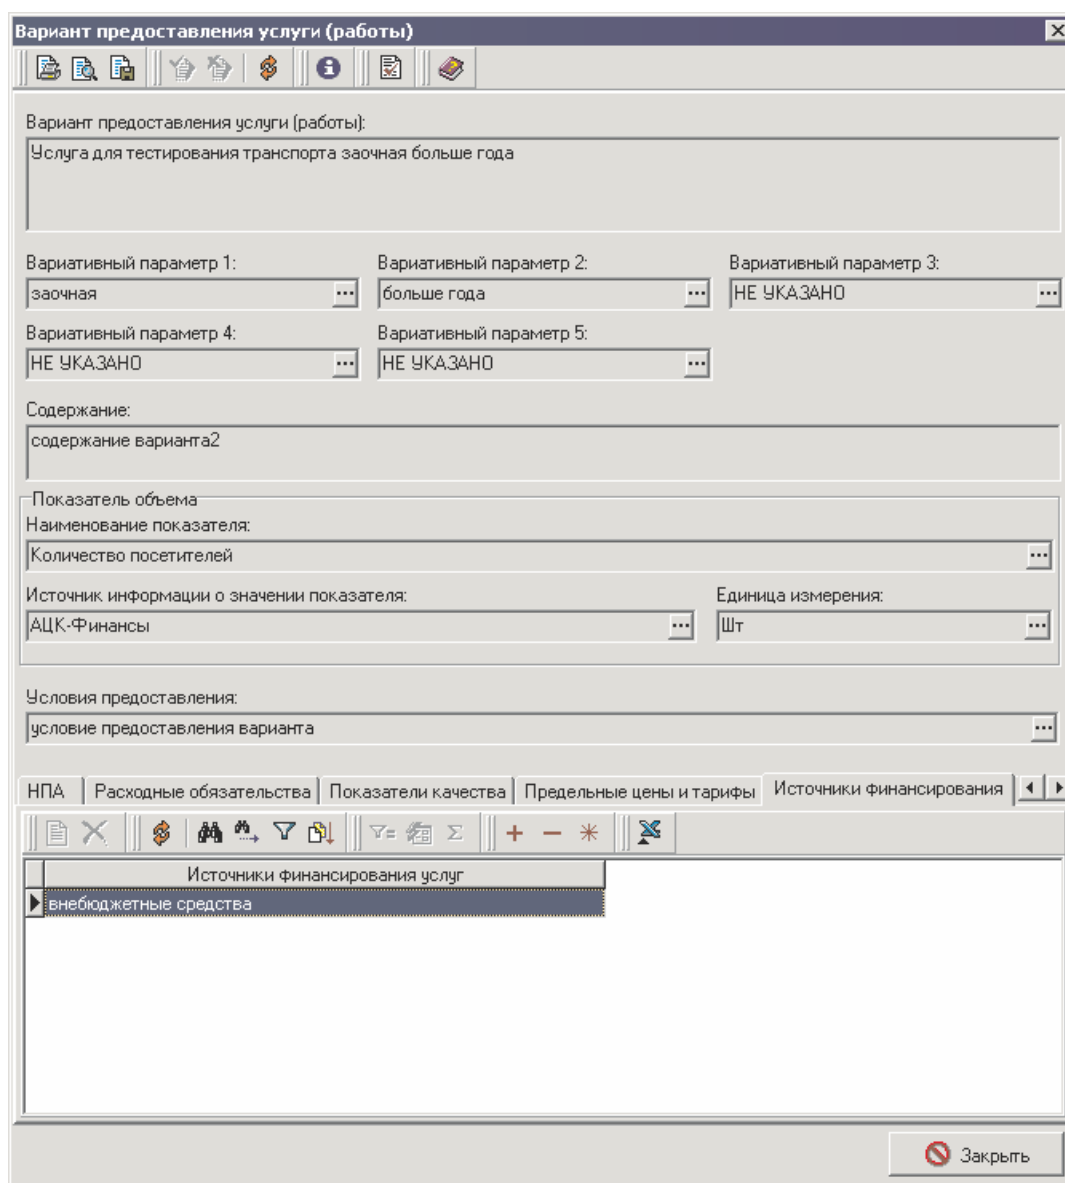 Вариант предоставления услуги (работы)
Вариант предоставления услуги (работы):
Услуга для тестирования транспорта заочная больше года
Вариативный параметр 1: Вариативный параметр 2: Вариативный параметр 3:
заочная ... больше года ... НЕ УКАЗАНО ...
Вариативный параметр 4: Вариативный параметр 5:
НЕ УКАЗАНО ... НЕ УКАЗАНО ...
Содержание:
содержание варианта2
Показатель объема
Наименование показателя:
Количество посетителей ...
Источник информации о значении показателя: Единица измерения:
АЦК-Финансы ... Шт ...
Условия предоставления:
условие предоставления варианта ...
НПА Расходные обязательства Показатели качества Предельные цены и тарифы Источники финансирования
Источники финансирования услуг
внебюджетные средства
Закрыть